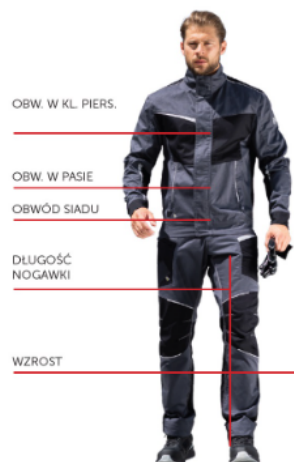 OBW. W KL. PIERS.
OBW. W PASIE
OBWÓD SIADU
DŁUGOŚĆ
NOGAWKI
WZROST